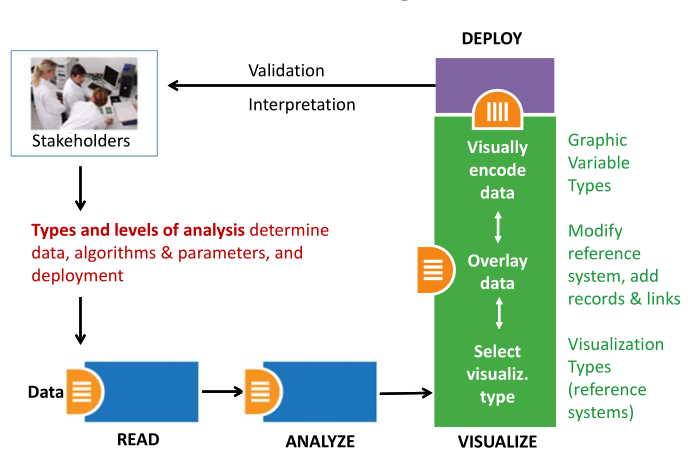 DEPLOY
Validation
Interpretation
Stakeholders
Types and levels of analysis determine
data, algorithms & parameters, and
deployment
Visually
encode
data
Graphic
Variable
Types
Overlay
data
Modify
reference
system, add
records & links
Select
visualiz.
type
Visualization
Types
(reference
systems)
Data
READ
ANALYZE
VISUALIZE